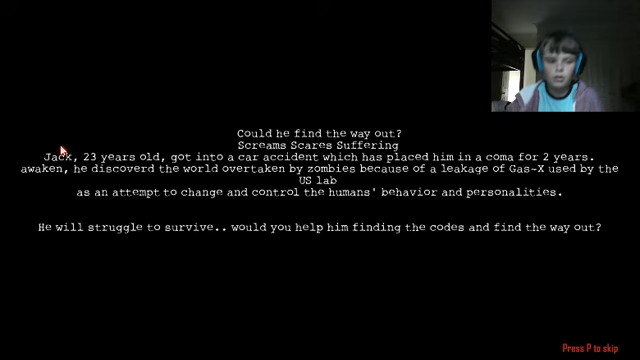 Could he find the way out?
Screams Scares Suffering
Jack, 23 years old, got into a car accident which has placed him in a coma for 2 years.
awaken, he discoverd the world overtaken by zombies because of a leakage of Gas-X used by the
US lab
as an attempt to change and control the humans' behavior and personalities.
He will struggle to survive.. would you help him finding the codes and find the way out?
Press P to skip